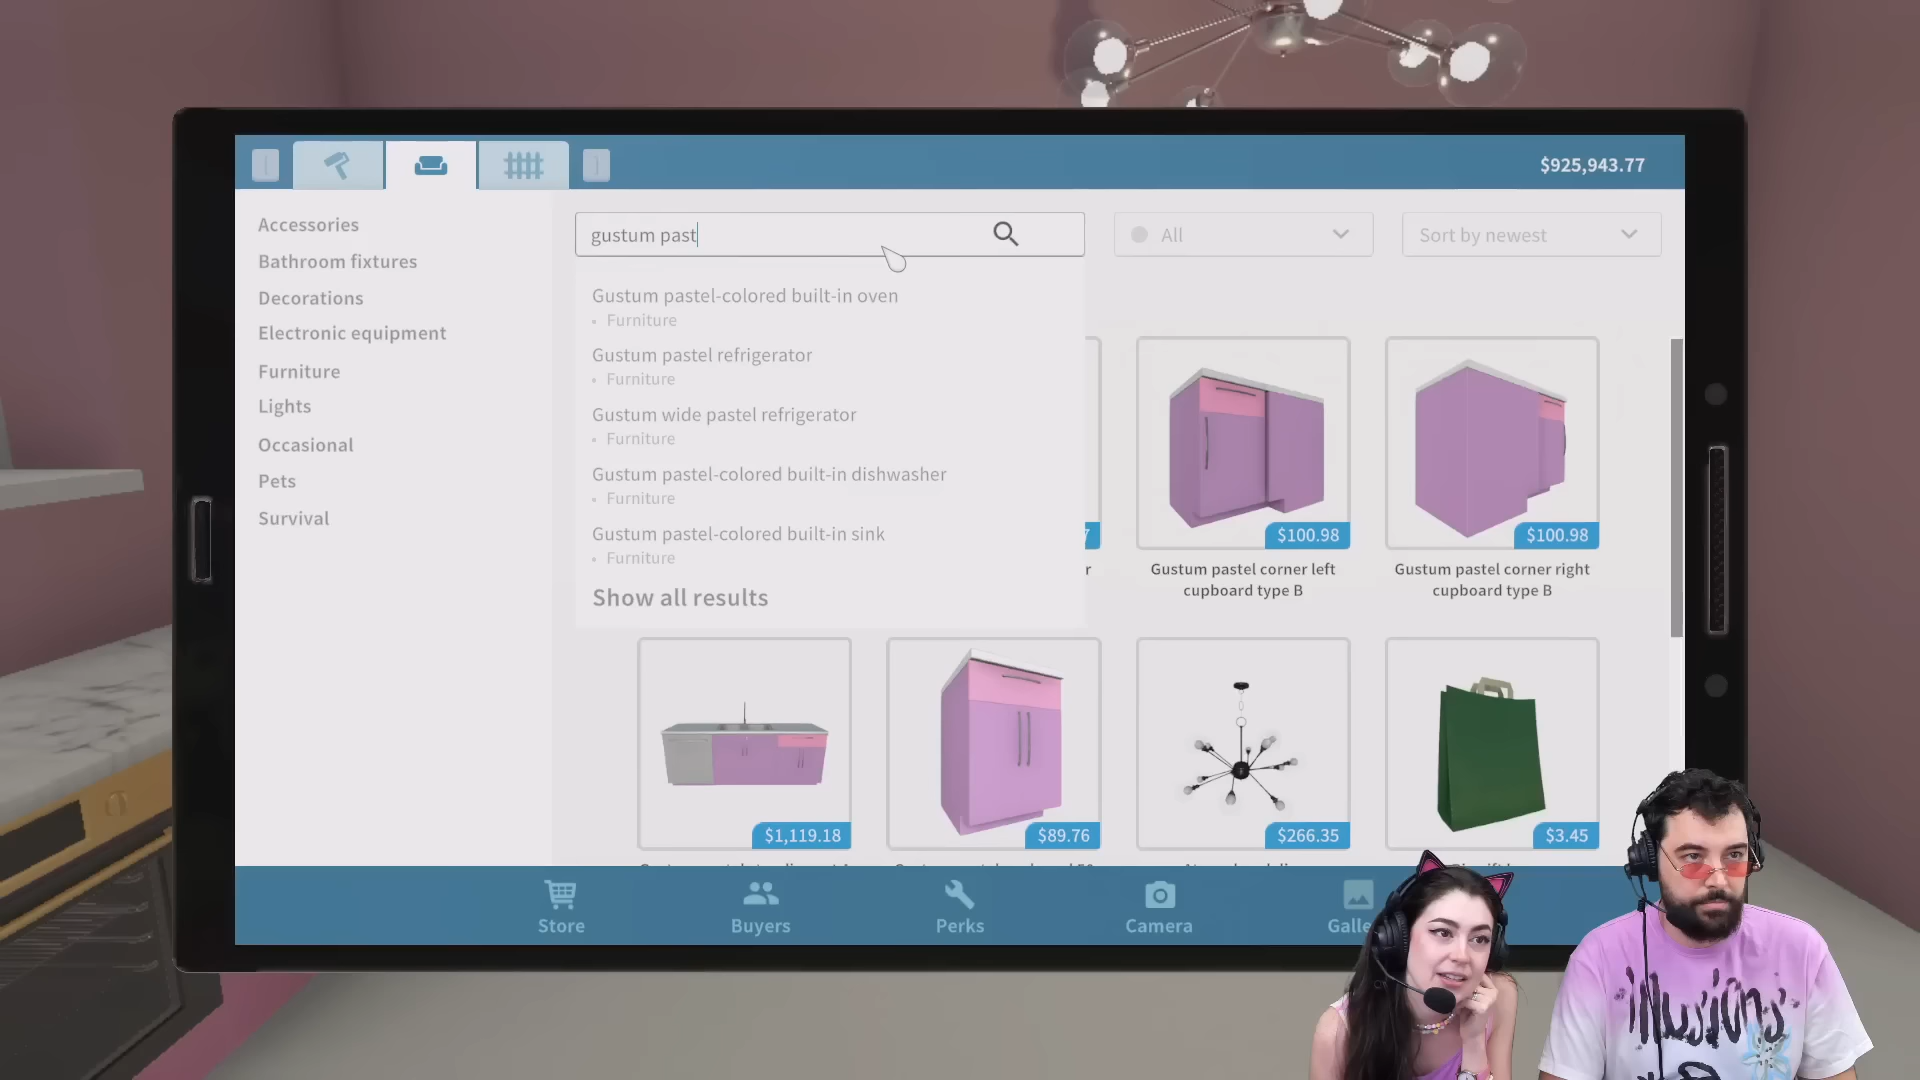 $925,943.77
gustum past
All
Sort by newest
Accessories
Bathroom fixtures
Decorations
Electronic equipment
Furniture
Lights
Occasional
Pets
Survival
Gustum pastel-colored built-in oven
Furniture
Gustum pastel refrigerator
Furniture
Gustum wide pastel refrigerator
Furniture
Gustum pastel-colored built-in dishwasher
Furniture
Gustum pastel-colored built-in sink
Furniture
Show all results
$100.98
$100.98
Gustum pastel corner left
cupboard type B
Gustum pastel corner right
cupboard type B
$1,119.18
$89.76
$266.35
$3.45
Store
Buyers
Perks
Camera
Galle
illusions